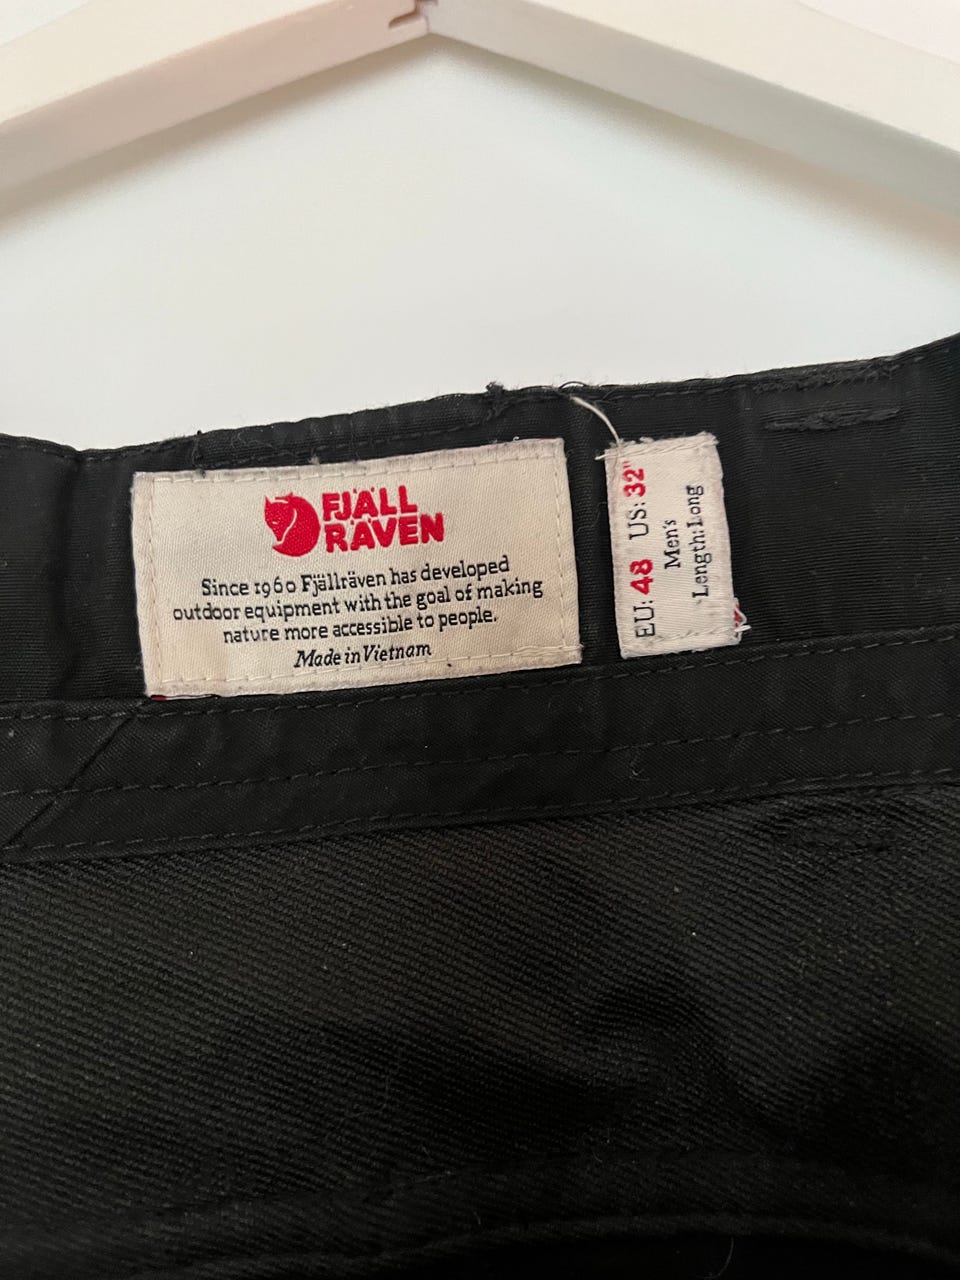 FJÄLL
RÄVEN
Since 1960 Fjällräven has developed
outdoor equipment with the goal of making
nature more accessible to people.
Made in Vietnam
EU: 48 US: 32"
Men's
Length: Long